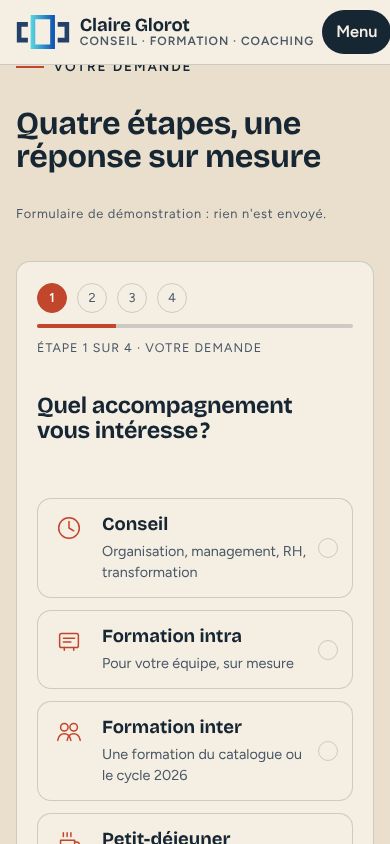 Claire Glorot
CONSEIL · FORMATION · COACHING
Menu
VOTRE DEMANDE
Quatre étapes, une
réponse sur mesure
Formulaire de démonstration : rien n'est envoyé.
1 2 3 4
ÉTAPE 1 SUR 4 · VOTRE DEMANDE
Quel accompagnement
vous intéresse ?
Conseil
Organisation, management, RH,
transformation
Formation intra
Pour votre équipe, sur mesure
Formation inter
Une formation du catalogue ou
le cycle 2026
Petit-déjeuner